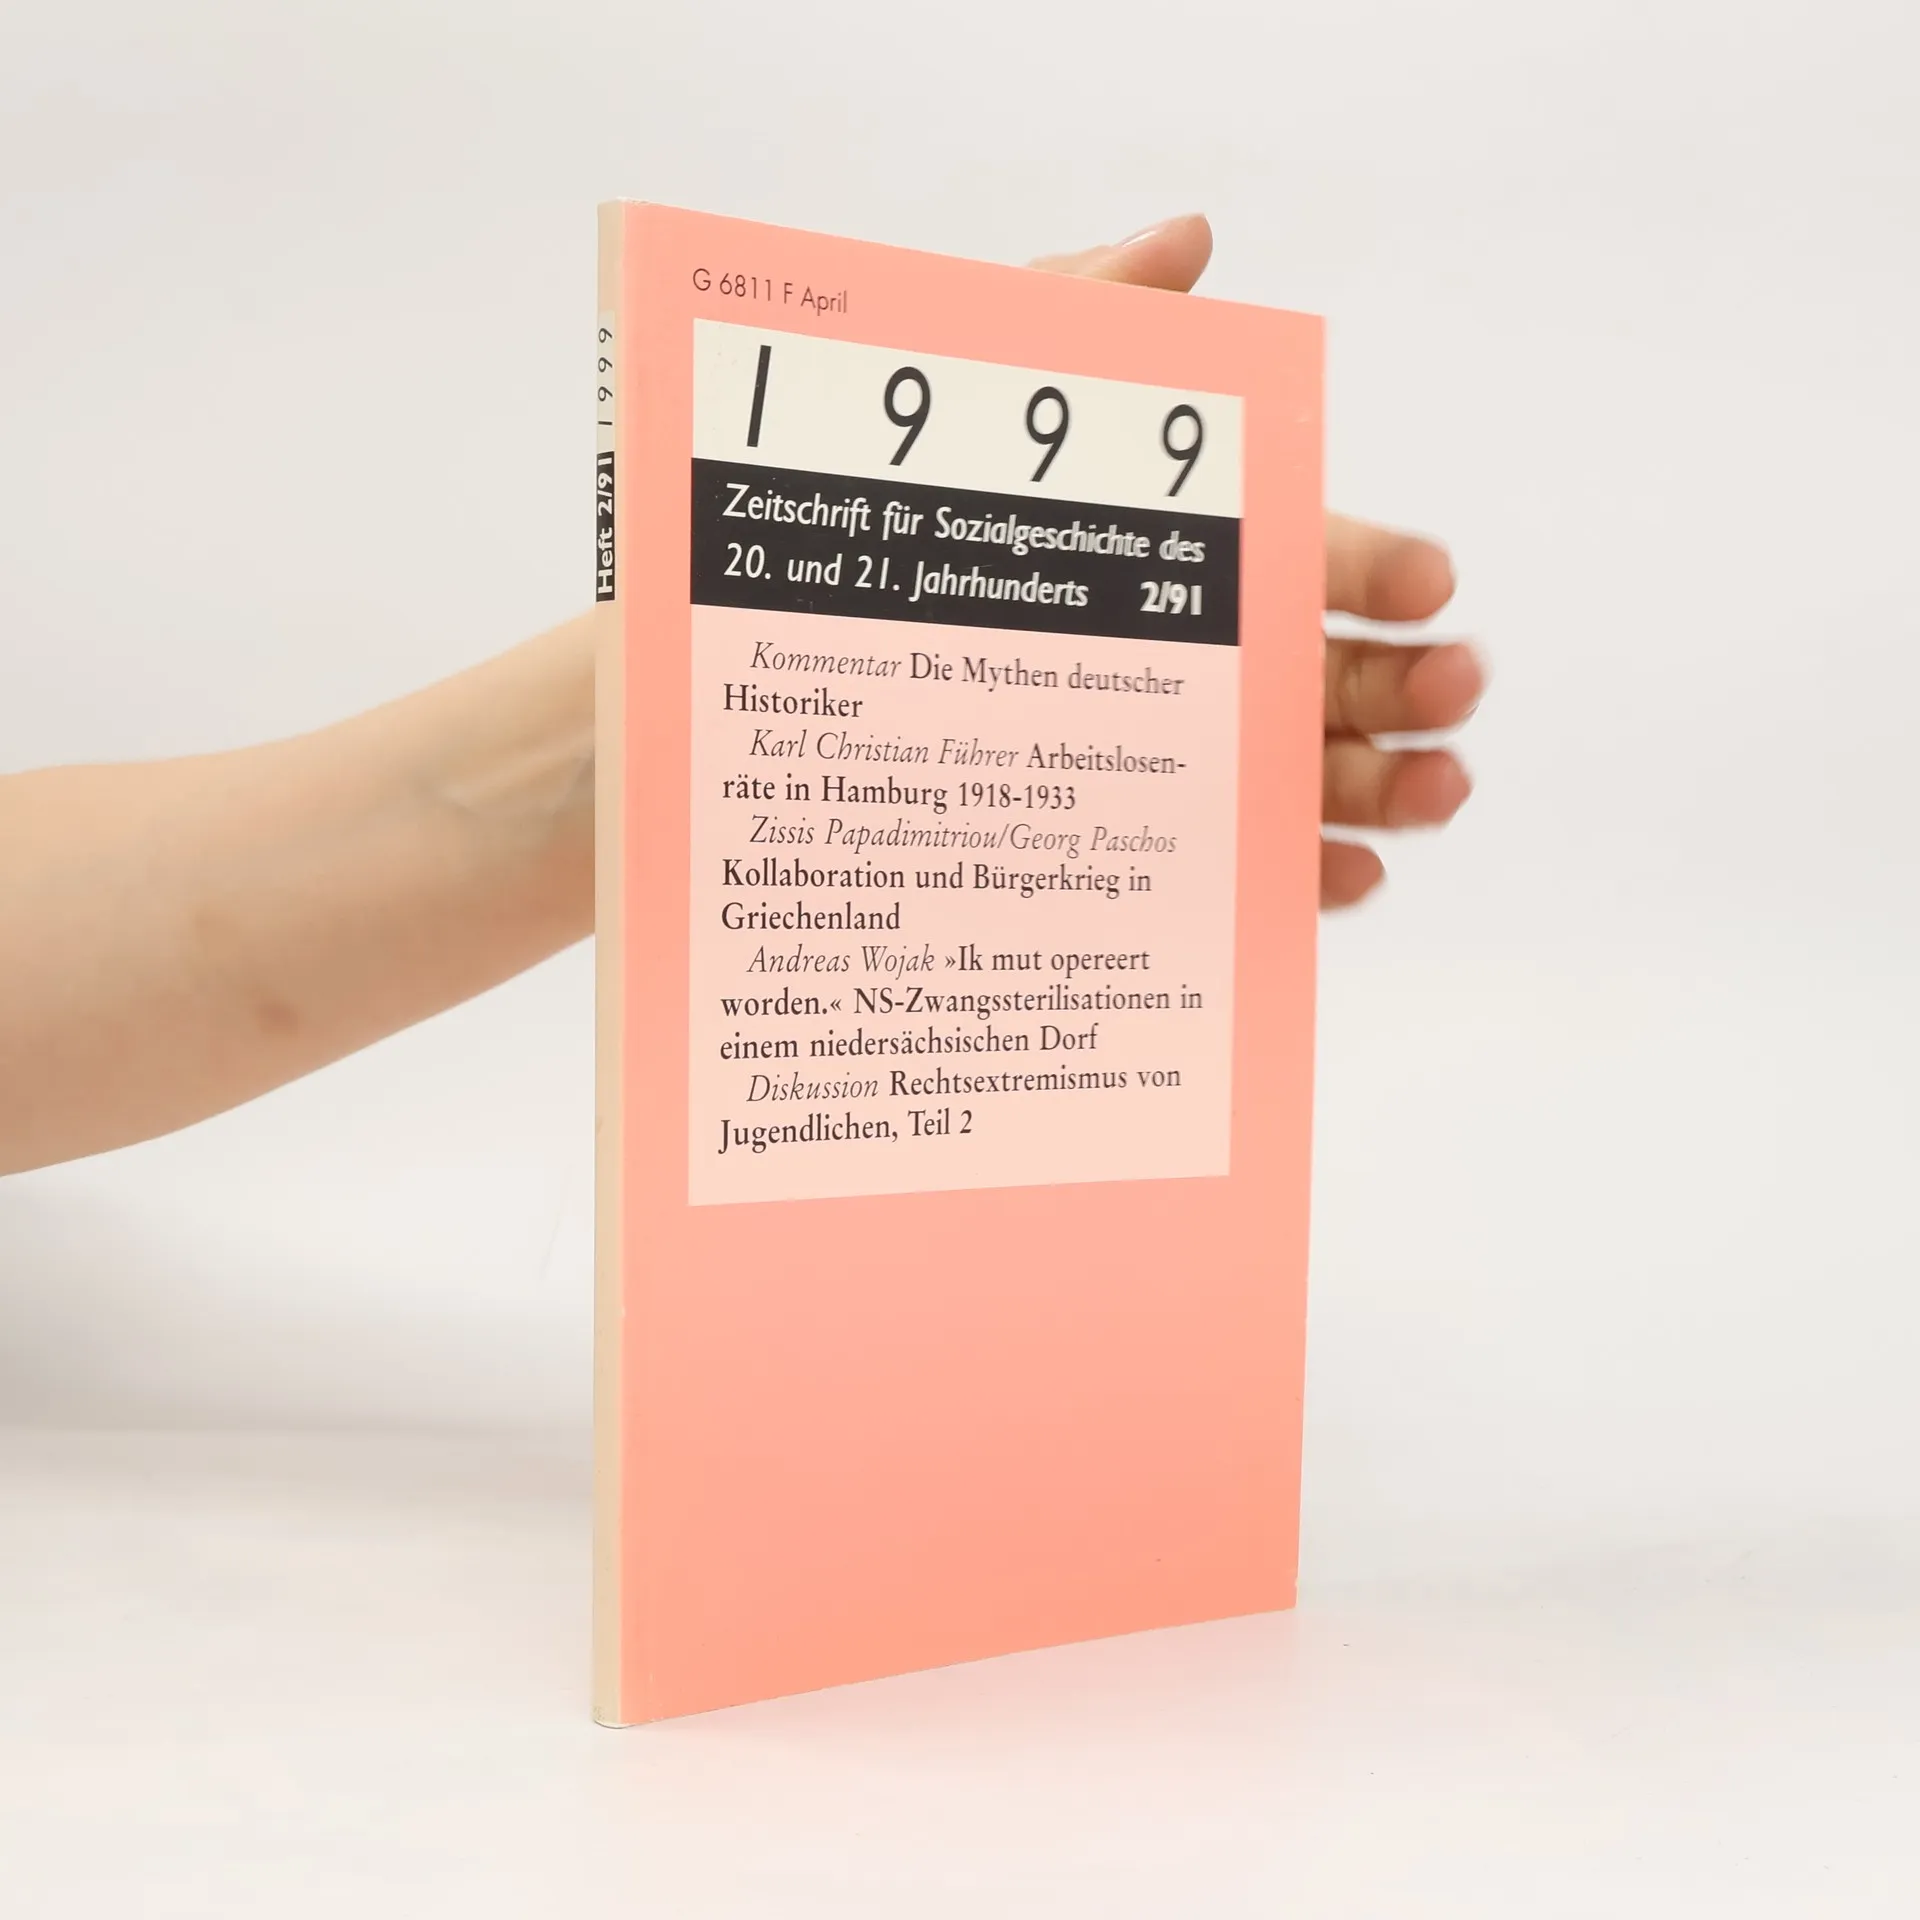 G 6811 F April
1999
Zeitschrift für Sozialgeschichte des
20. und 21. Jahrhunderts 2/91
Kommentar Die Mythen deutscher
Historiker
Karl Christian Führer Arbeitslosen-
räte in Hamburg 1918-1933
Zissis Papadimitriou/Georg Paschos
Kollaboration und Bürgerkrieg in
Griechenland
Andreas Wojak »Ik mut opereert
worden.« NS-Zwangssterilisationen in
einem niedersächsischen Dorf
Diskussion Rechtsextremismus von
Jugendlichen, Teil 2
Heft 2/91 1999